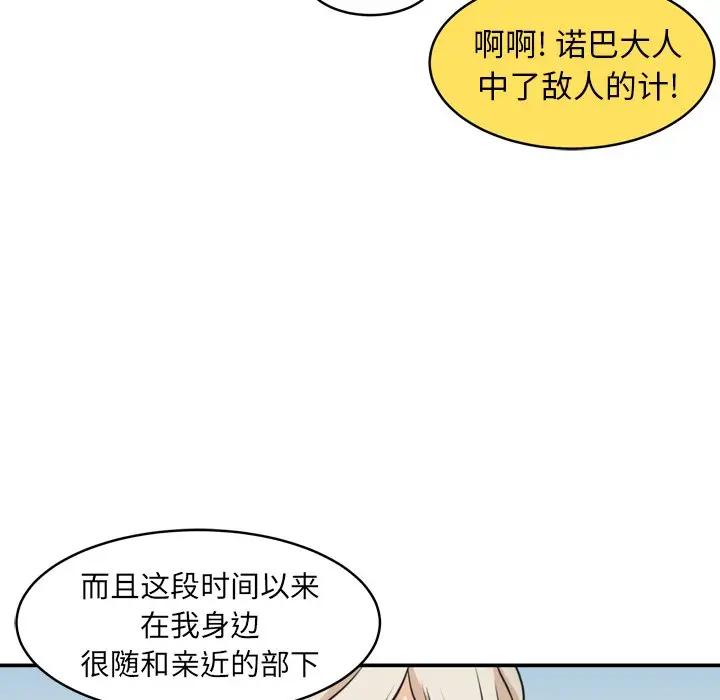 啊啊! 诺巴大人
中了敌人的计!
而且这段时间以来
在我身边
很随和亲近的部下